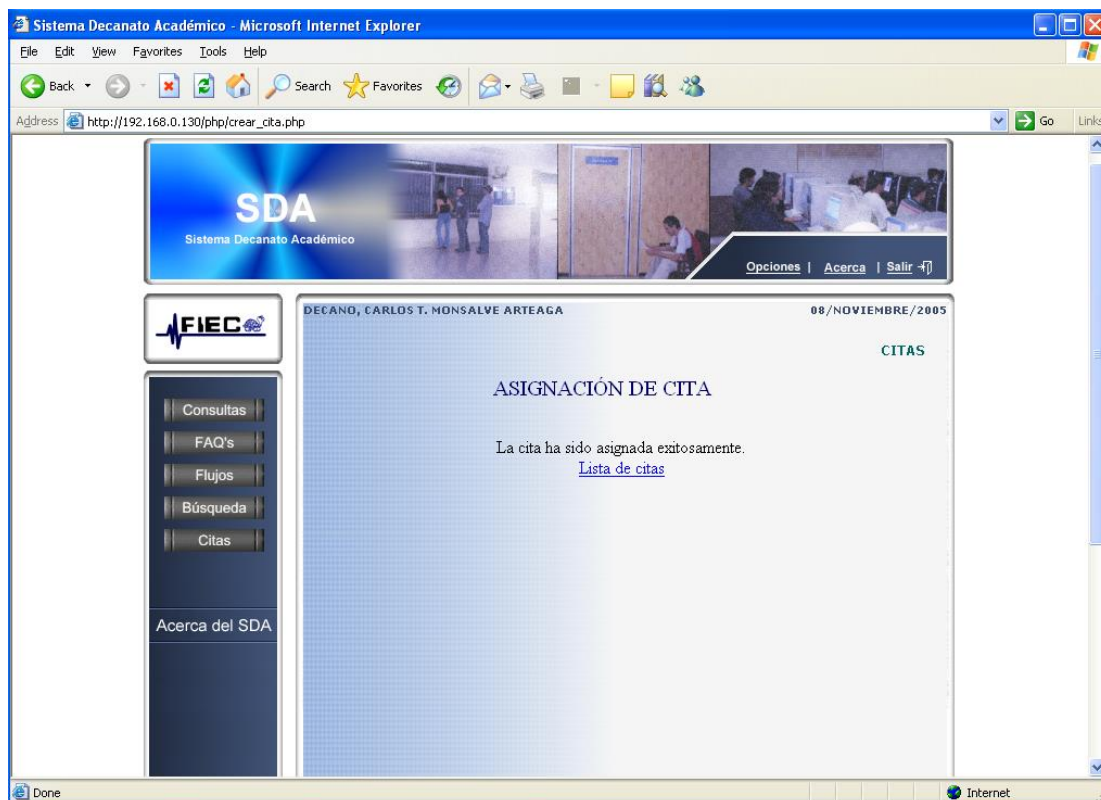 Sistema Decanato Académico - Microsoft Internet Explorer
File Edit View Favorites Tools Help
Back Search Favorites
Address http://192.168.0.130/php/crear_cita.php Go Links
SDA
Sistema Decanato Académico
Opciones | Acerca | Salir
FIEC
DECANO, CARLOS T. MONSALVE ARTEAGA 08/NOVIEMBRE/2005
CITAS
ASIGNACIÓN DE CITA
La cita ha sido asignada exitosamente.
Lista de citas
Consultas
FAQ's
Flujos
Búsqueda
Citas
Acerca del SDA
Done Internet